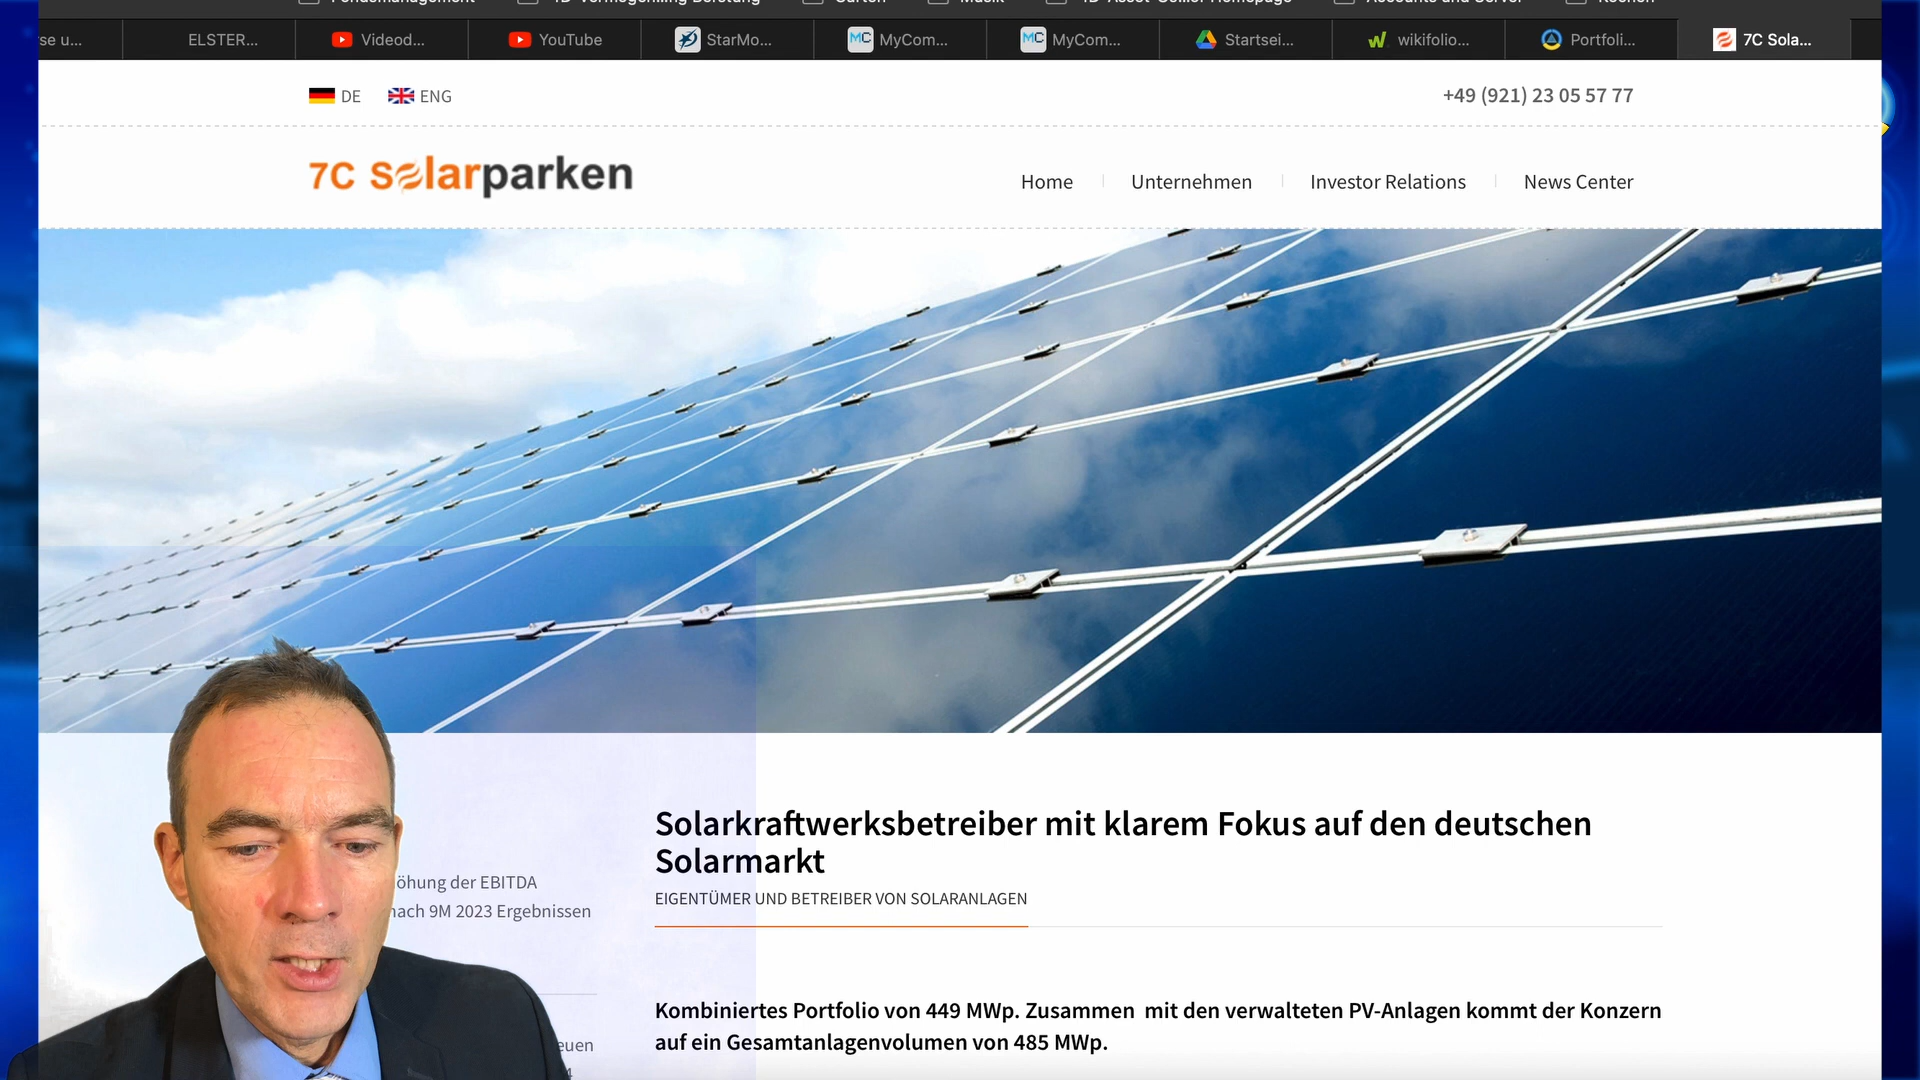 se u...
ELSTER...
Videod...
YouTube
StarMo...
MyCom...
MyCom...
Startsei...
wikifolio...
Portfoli...
7C Sola...
DE
ENG
+49 (921) 23 05 57 77
7C Solarparken
Home
Unternehmen
Investor Relations
News Center
Solarkraftwerksbetreiber mit klarem Fokus auf den deutschen
Solarmarkt
EIGENTÜMER UND BETREIBER VON SOLARANLAGEN
öhung der EBITDA
nach 9M 2023 Ergebnissen
euen
Kombiniertes Portfolio von 449 MWp. Zusammen mit den verwalteten PV-Anlagen kommt der Konzern
auf ein Gesamtanlagenvolumen von 485 MWp.